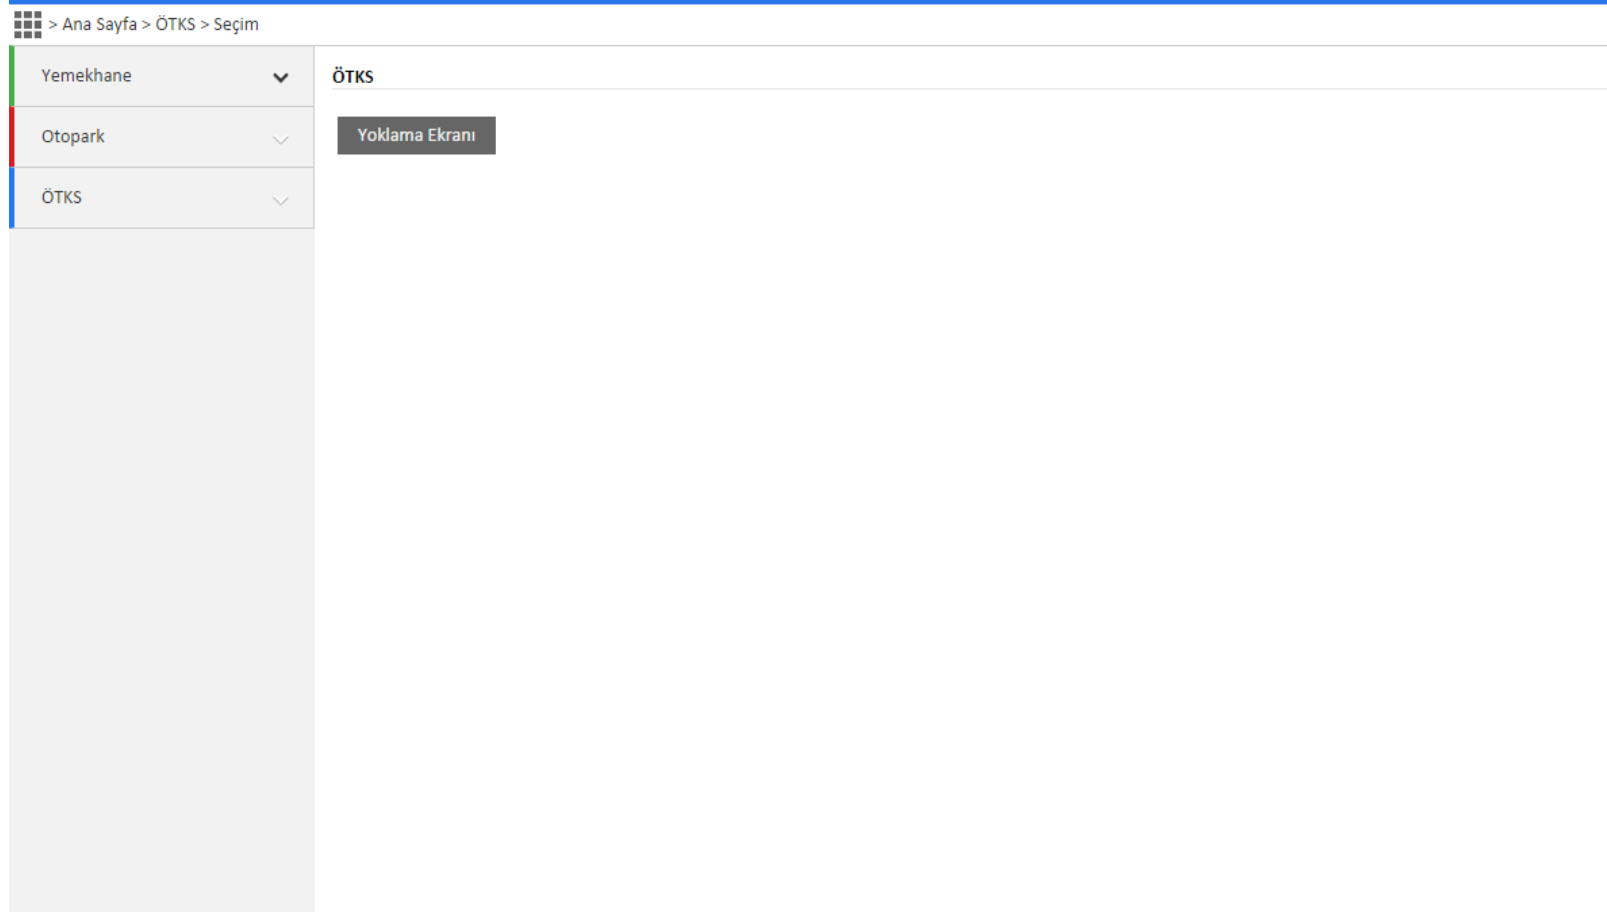 > Ana Sayfa > ÖTKS > Seçim
Yemekhane
Otopark
ÖTKS
ÖTKS
Yoklama Ekranı